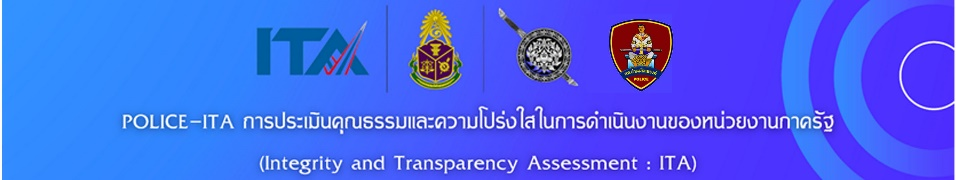 ITA
POLICE
POLICE-ITA การประเมินคุณธรรมและความโปร่งใสในการดำเนินงานของหน่วยงานภาครัฐ
(Integrity and Transparency Assessment : ITA)